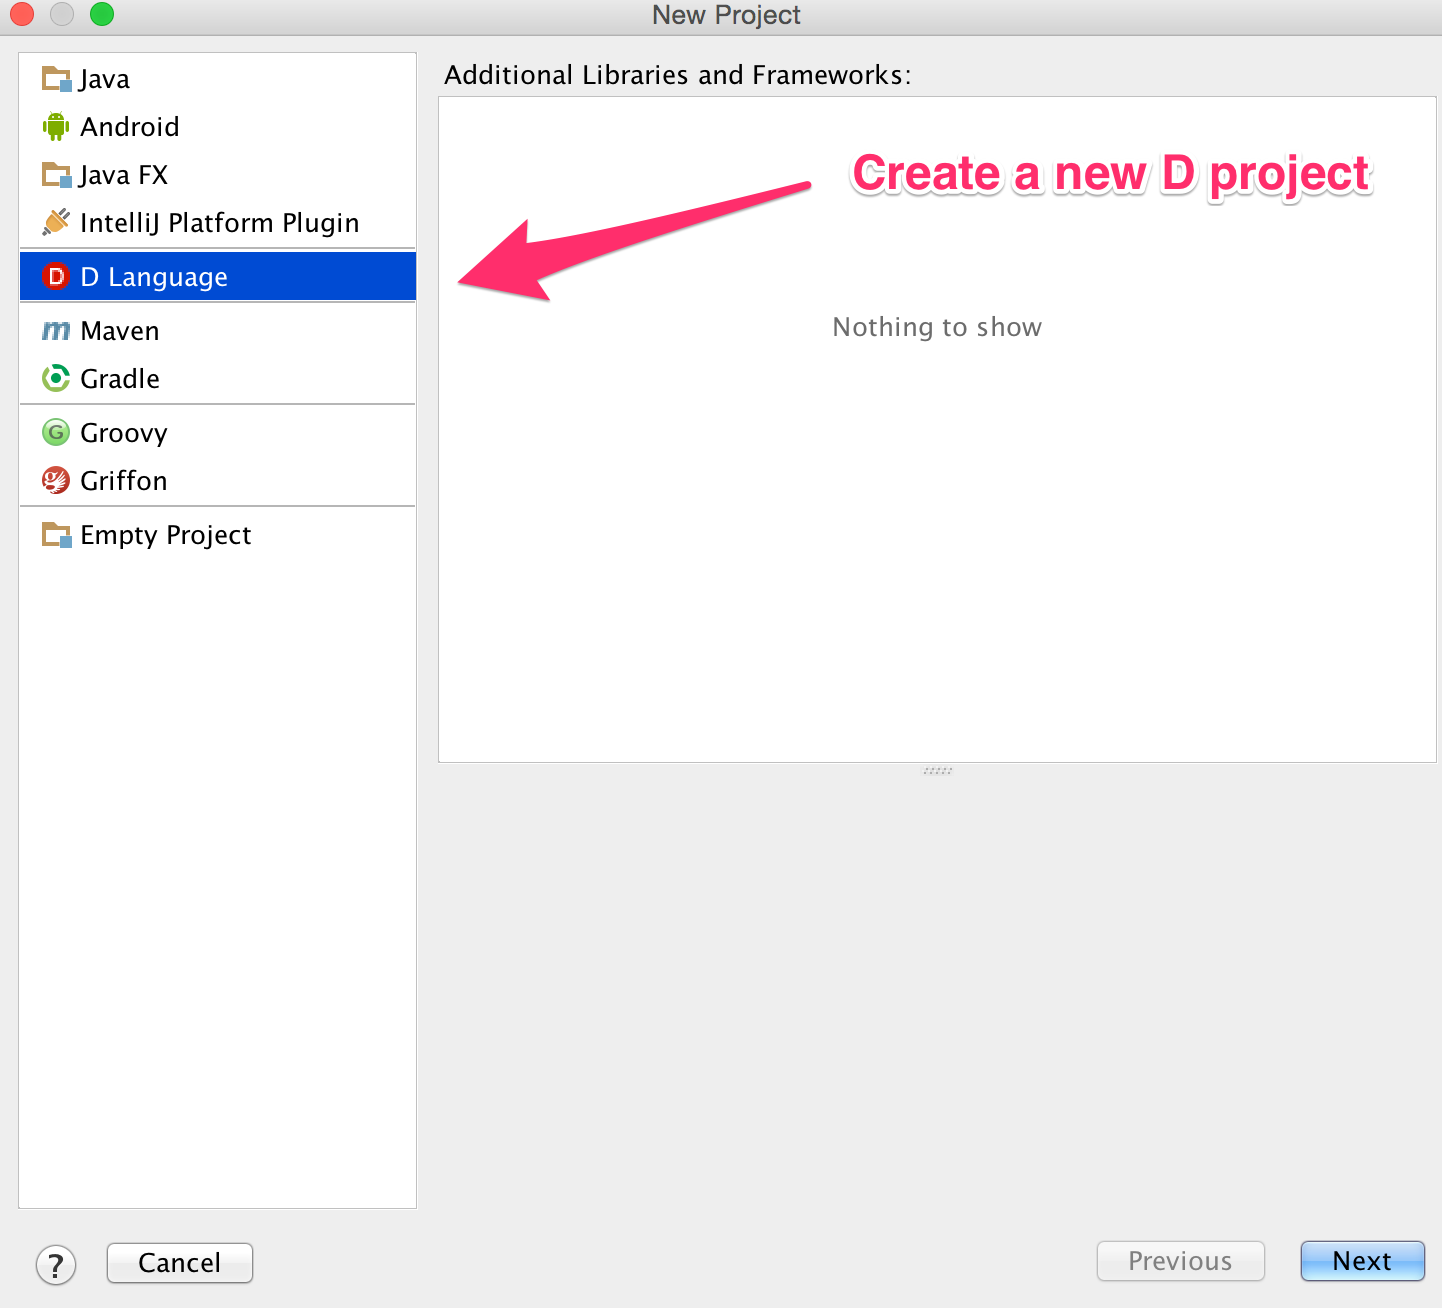 New Project
Java
Android
Java FX
IntelliJ Platform Plugin
D Language
Maven
Gradle
Groovy
Griffon
Empty Project
Additional Libraries and Frameworks:
Create a new D project
Nothing to show
? Cancel Previous Next